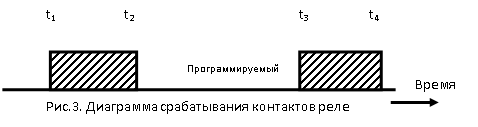 t1 t2 t3 t4
Программируемый
Время
Рис.3. Диаграмма срабатывания контактов реле